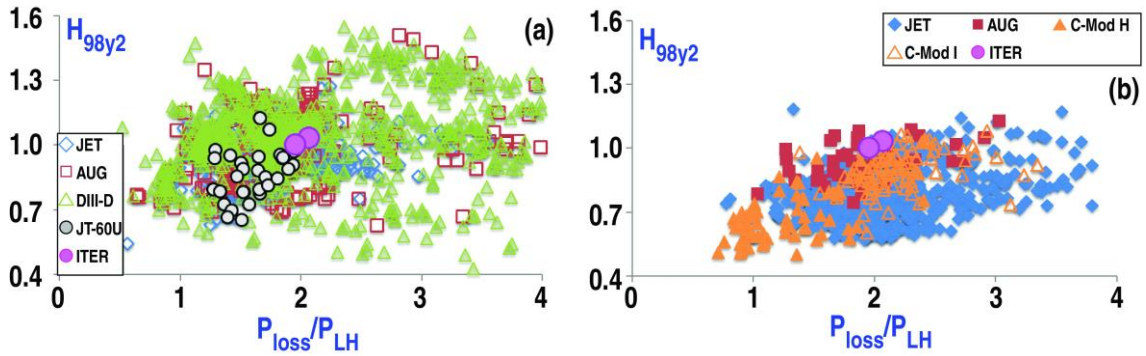 1.6
1.3
1.0
0.7
0.4
H98y2
(a)
JET
AUG
DIII-D
JT-60U
ITER
0 1 2 3 4
Ploss/PLH
1.6
1.3
1.0
0.7
0.4
H98y2
JET AUG C-Mod H
C-Mod I ITER
(b)
0 1 2 3 4
Ploss/PLH